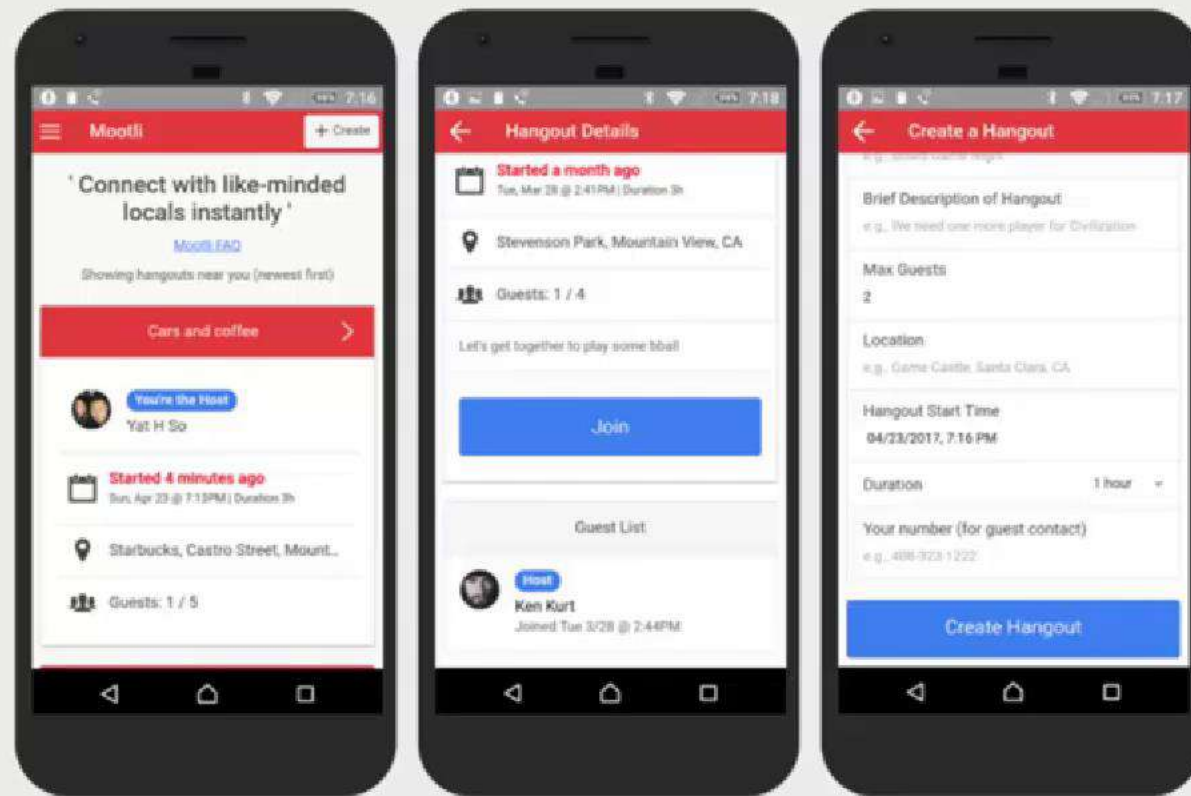 7:16
Mootli
+ Create
' Connect with like-minded
locals instantly '
Mootli FAQ
Showing hangouts near you (newest first)
Cars and coffee
You're the Host
Yat H So
Started 4 minutes ago
Sun, Apr 23 @ 7:13PM | Duration 3h
Starbucks, Castro Street, Mount...
Guests: 1 / 5
7:18
Hangout Details
Started a month ago
Tue, Mar 28 @ 2:41PM | Duration 3h
Stevenson Park, Mountain View, CA
Guests: 1 / 4
Let's get together to play some bball
Join
Guest List
Host
Ken Kurt
Joined Tue 3/28 @ 2:44PM
7:17
Create a Hangout
Brief Description of Hangout
e.g., We need one more player for Civilization
Max Guests
2
Location
e.g., Game Castle, Santa Clara, CA
Hangout Start Time
04/23/2017, 7:16 PM
Duration 1 hour
Your number (for guest contact)
e.g., 408-323-1222
Create Hangout